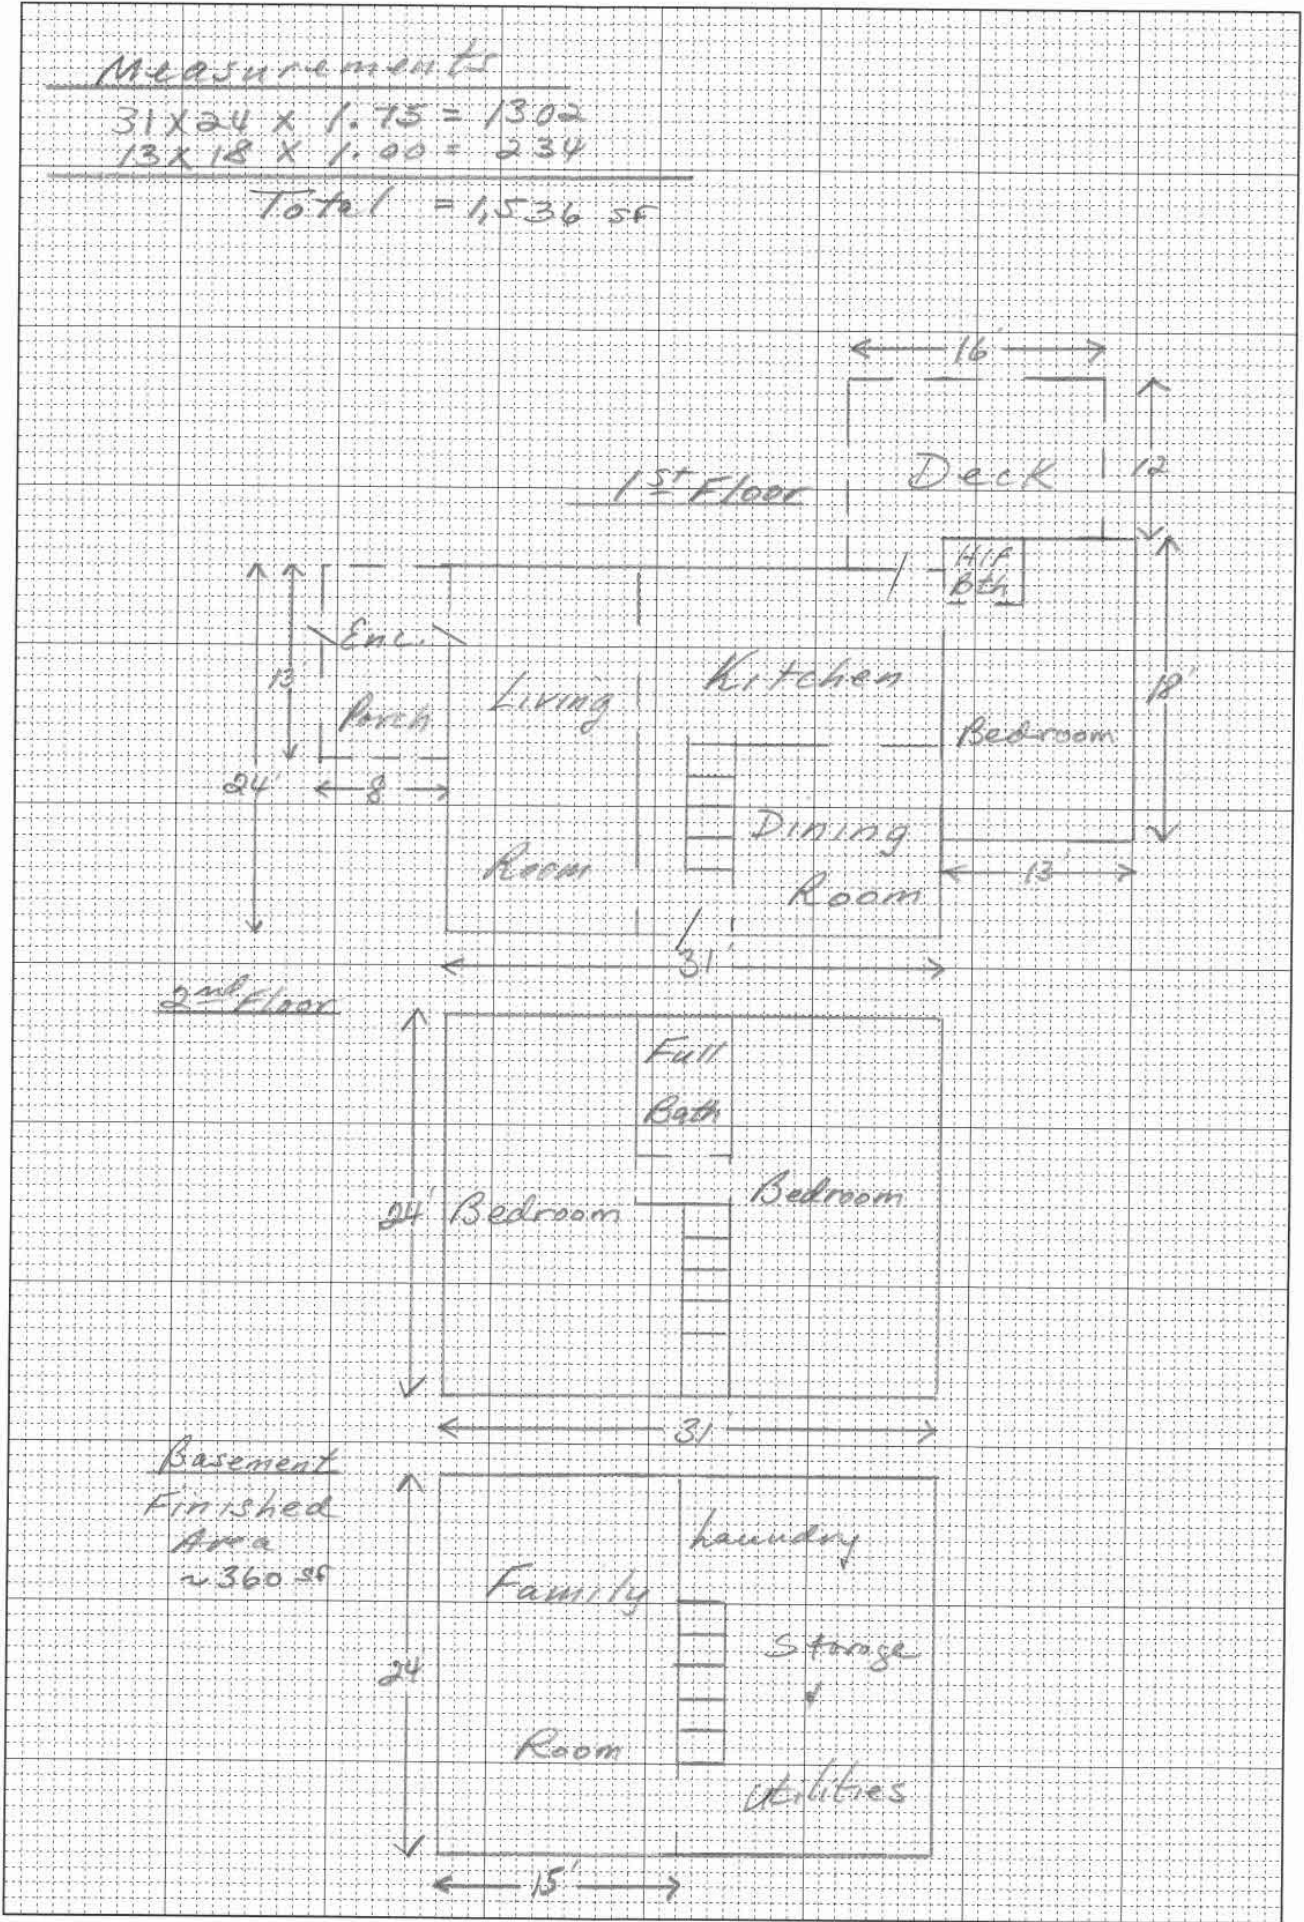 Measurements
31 x 24 x 1.75 = 1302
13 x 18 x 1.00 = 234
Total = 1,536 SF
16'
Deck
12
1st Floor
Hlf
Bth
Enc.
Porch
13'
24'
8
Living
Room
Kitchen
Dining
Room
Bedroom
18'
13'
31'
2nd Floor
Full
Bath
24' Bedroom
Bedroom
31'
Basement
Finished
Area
~360 SF
Laundry
Family
Room
Storage
Utilities
24'
15'